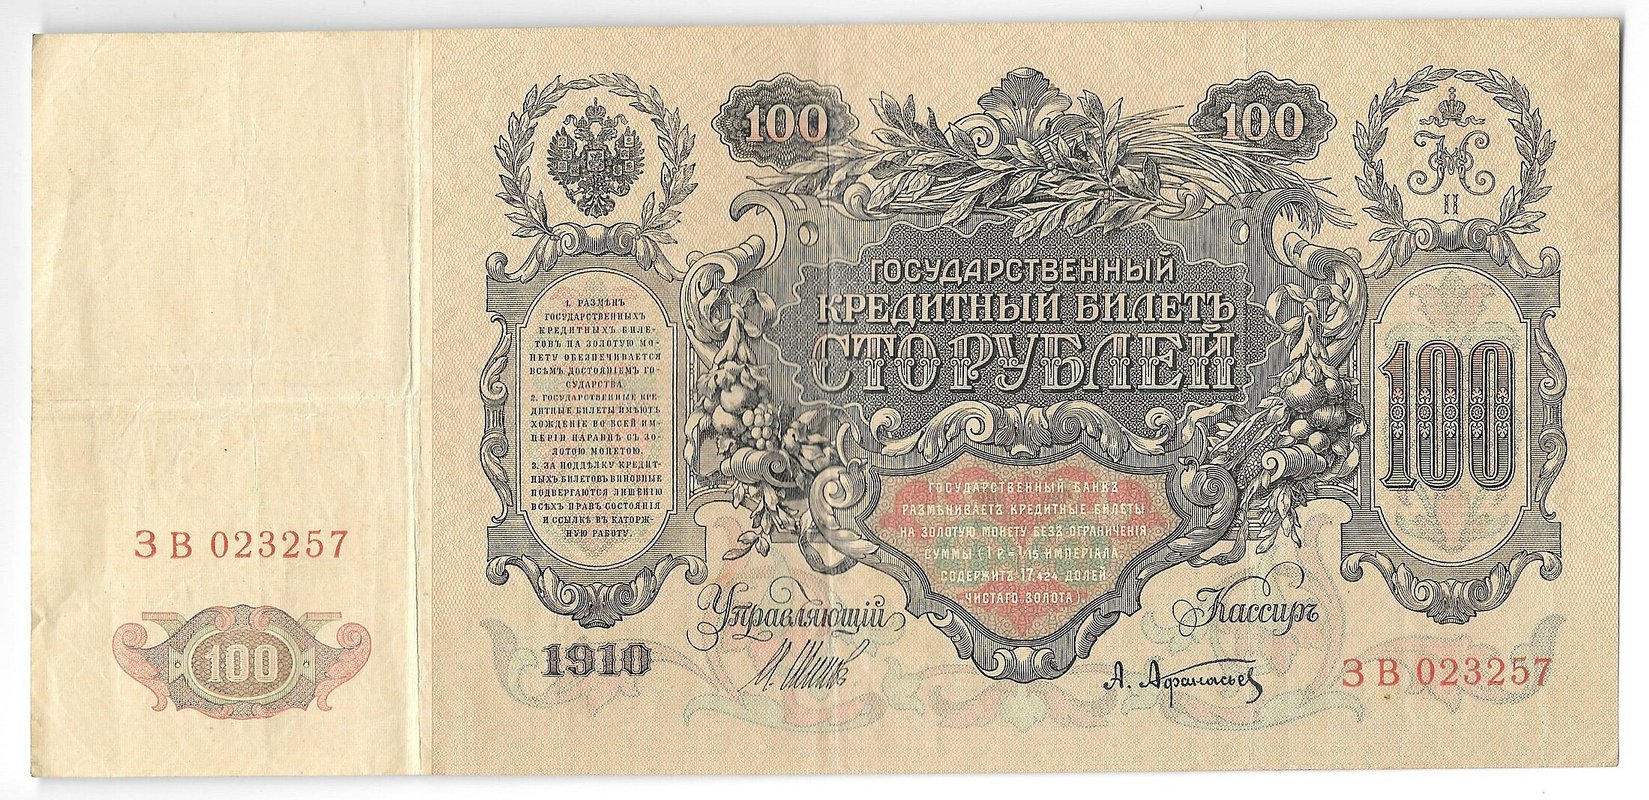 100
100
II
ГОСУДАРСТВЕННЫЙ
КРЕДИТНЫЙ БИЛЕТЪ
СТО РУБЛЕЙ
1. РАЗМѢНЪ
ГОСУДАРСТВЕННЫХЪ
КРЕДИТНЫХЪ БИЛЕ-
ТОВЪ НА ЗОЛОТУЮ МО-
НЕТУ ОБЕЗПЕЧИВАЕТСЯ
ВСѢМЪ ДОСТОЯНІЕМЪ ГО-
СУДАРСТВА.
2. ГОСУДАРСТВЕННЫЕ КРЕ-
ДИТНЫЕ БИЛЕТЫ ИМѢЮТЪ
ХОЖДЕНІЕ ВО ВСЕЙ ИМ-
ПЕРІИ НАРАВНѢ СЪ ЗО-
ЛОТОЮ МОНЕТОЮ.
3. ЗА ПОДДѢЛКУ КРЕДИТ-
НЫХЪ БИЛЕТОВЪ ВИНОВНЫЕ
ПОДВЕРГАЮТСЯ ЛИШЕНІЮ
ВСѢХЪ ПРАВЪ СОСТОЯНІЯ
И ССЫЛКѢ ВЪ КАТОРЖ-
НУЮ РАБОТУ.
100
ГОСУДАРСТВЕННЫЙ БАНКЪ
РАЗМѢНИВАЕТЪ КРЕДИТНЫЕ БИЛЕТЫ
НА ЗОЛОТУЮ МОНЕТУ БЕЗЪ ОГРАНИЧЕНІЯ
СУММЫ (1 Р.= 1/15 ИМПЕРІАЛА,
СОДЕРЖИТЪ 17,424 ДОЛЕЙ
ЧИСТАГО ЗОЛОТА).
ЗВ 023257
Управляющій
Кассиръ
100
1910
И. Шипов
А. Афанасьев
ЗВ 023257